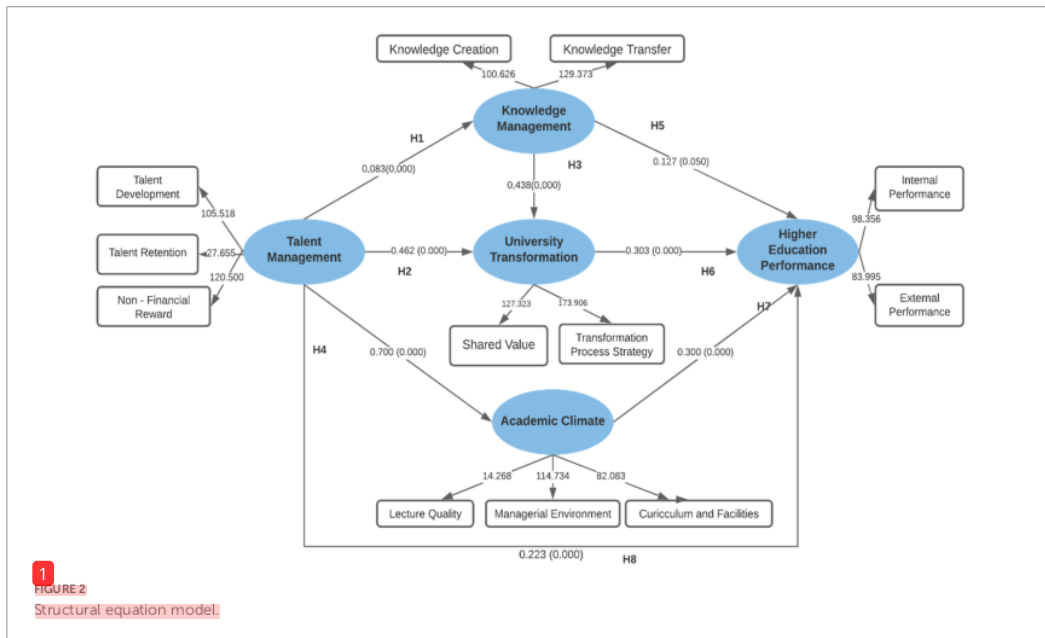 Knowledge Creation
Knowledge Transfer
100.626
129.373
Knowledge
Management
H1
H5
0,083(0,000)
H3
0.127 (0.050)
0,438(0,000)
Talent
Development
105.518
Talent Retention
27.655
120.500
Non - Financial
Reward
Talent
Management
0.462 (0.000)
H2
University
Transformation
0.303 (0.000)
H6
Higher
Education
Performance
Internal
Performance
98.356
83.995
External
Performance
127.323
173.906
Shared Value
Transformation
Process Strategy
H7
H4
0.700 (0.000)
0.300 (0.000)
Academic Climate
14.268
114.734
82.083
Lecture Quality
Managerial Environment
Curicculum and Facilities
0.223 (0.000)
H8
1
FIGURE 2
Structural equation model.